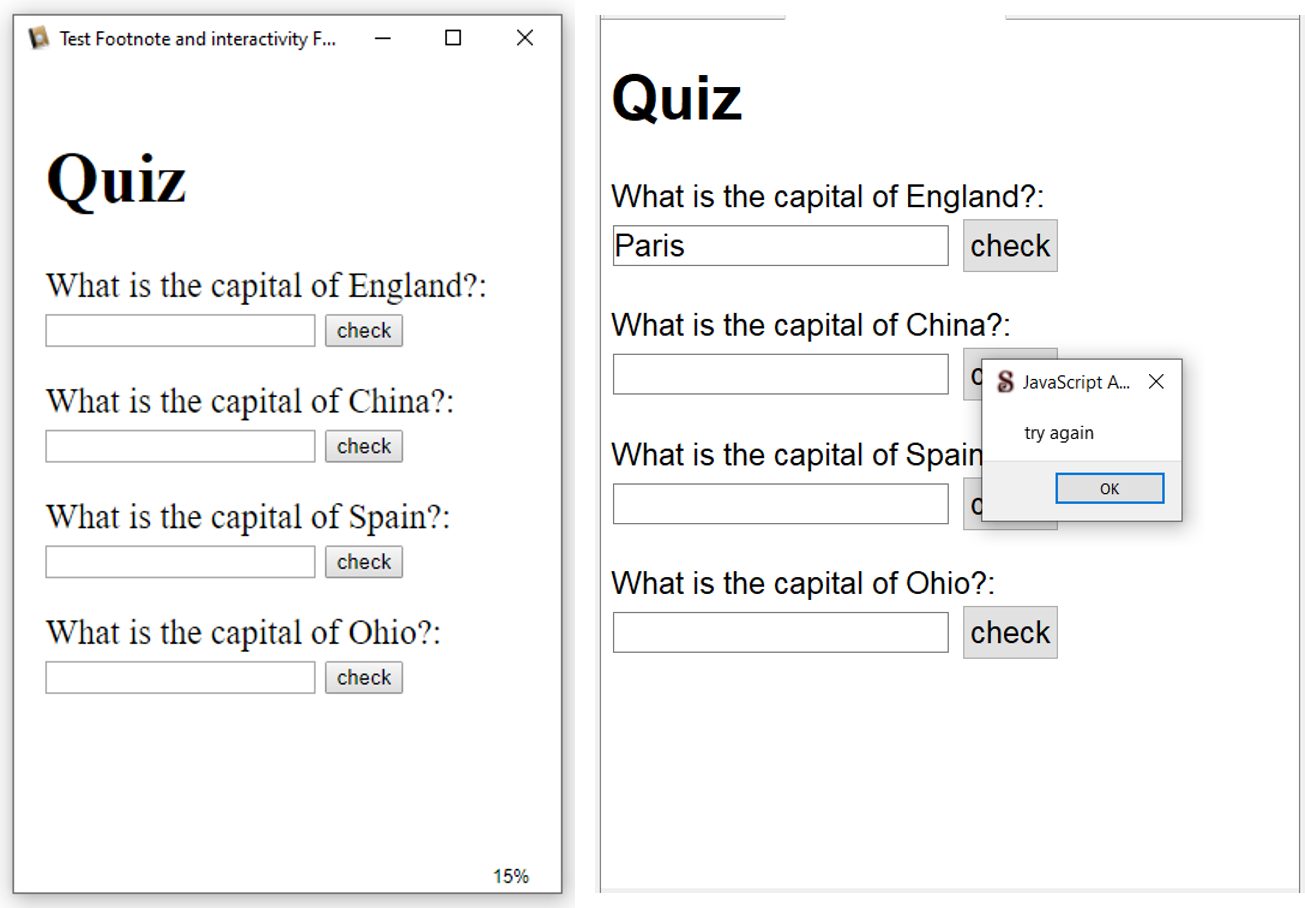 Test Footnote and interactivity F...
Quiz
What is the capital of England?:
check
What is the capital of China?:
check
What is the capital of Spain?:
check
What is the capital of Ohio?:
check
15%
Quiz
What is the capital of England?:
Paris check
What is the capital of China?:
c
What is the capital of Spain
c
What is the capital of Ohio?:
check
S JavaScript A...
try again
OK